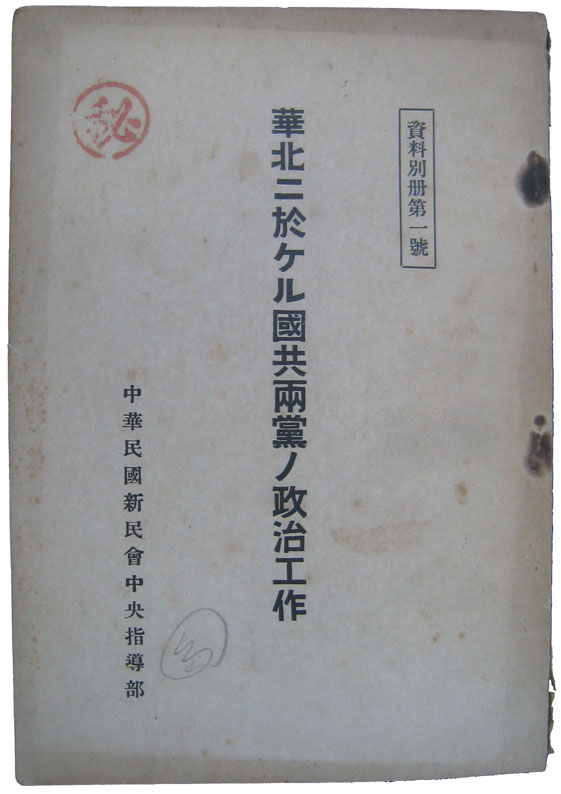 資料別册第一號
華北ニ於ケル國共兩黨ノ政治工作
中華民國新民會中央指導部
秘